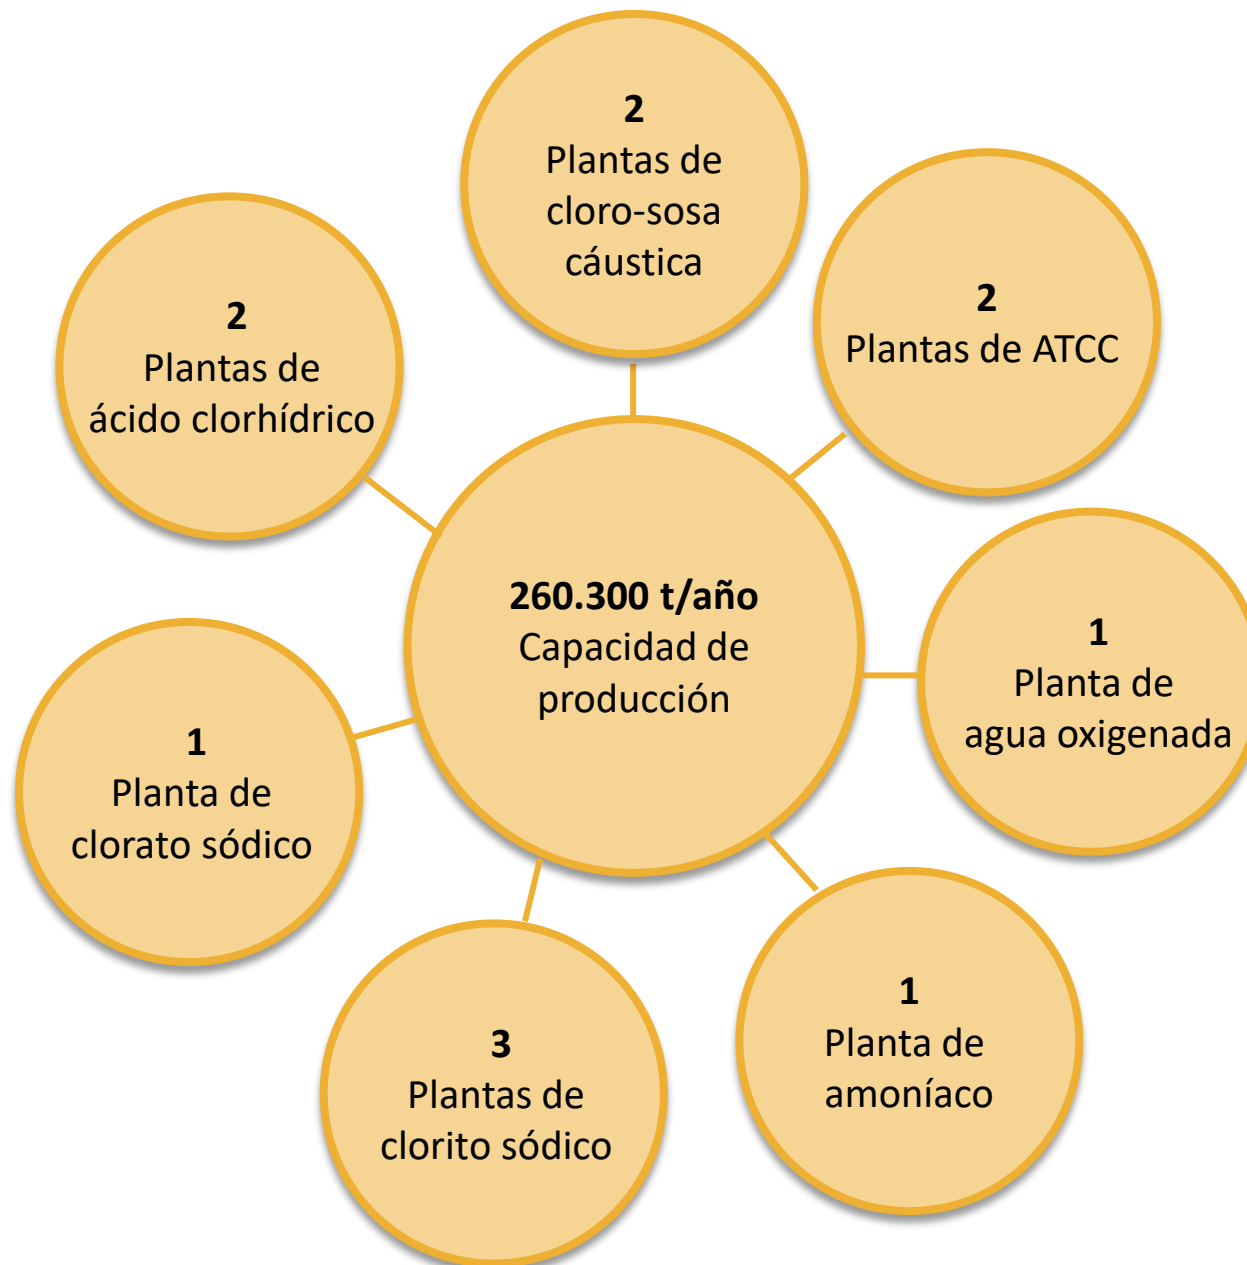 2
Plantas de
cloro-sosa
cáustica
2
Plantas de ATCC
2
Plantas de
ácido clorhídrico
260.300 t/año
Capacidad de
producción
1
Planta de
agua oxigenada
1
Planta de
clorato sódico
1
Planta de
amoníaco
3
Plantas de
clorito sódico